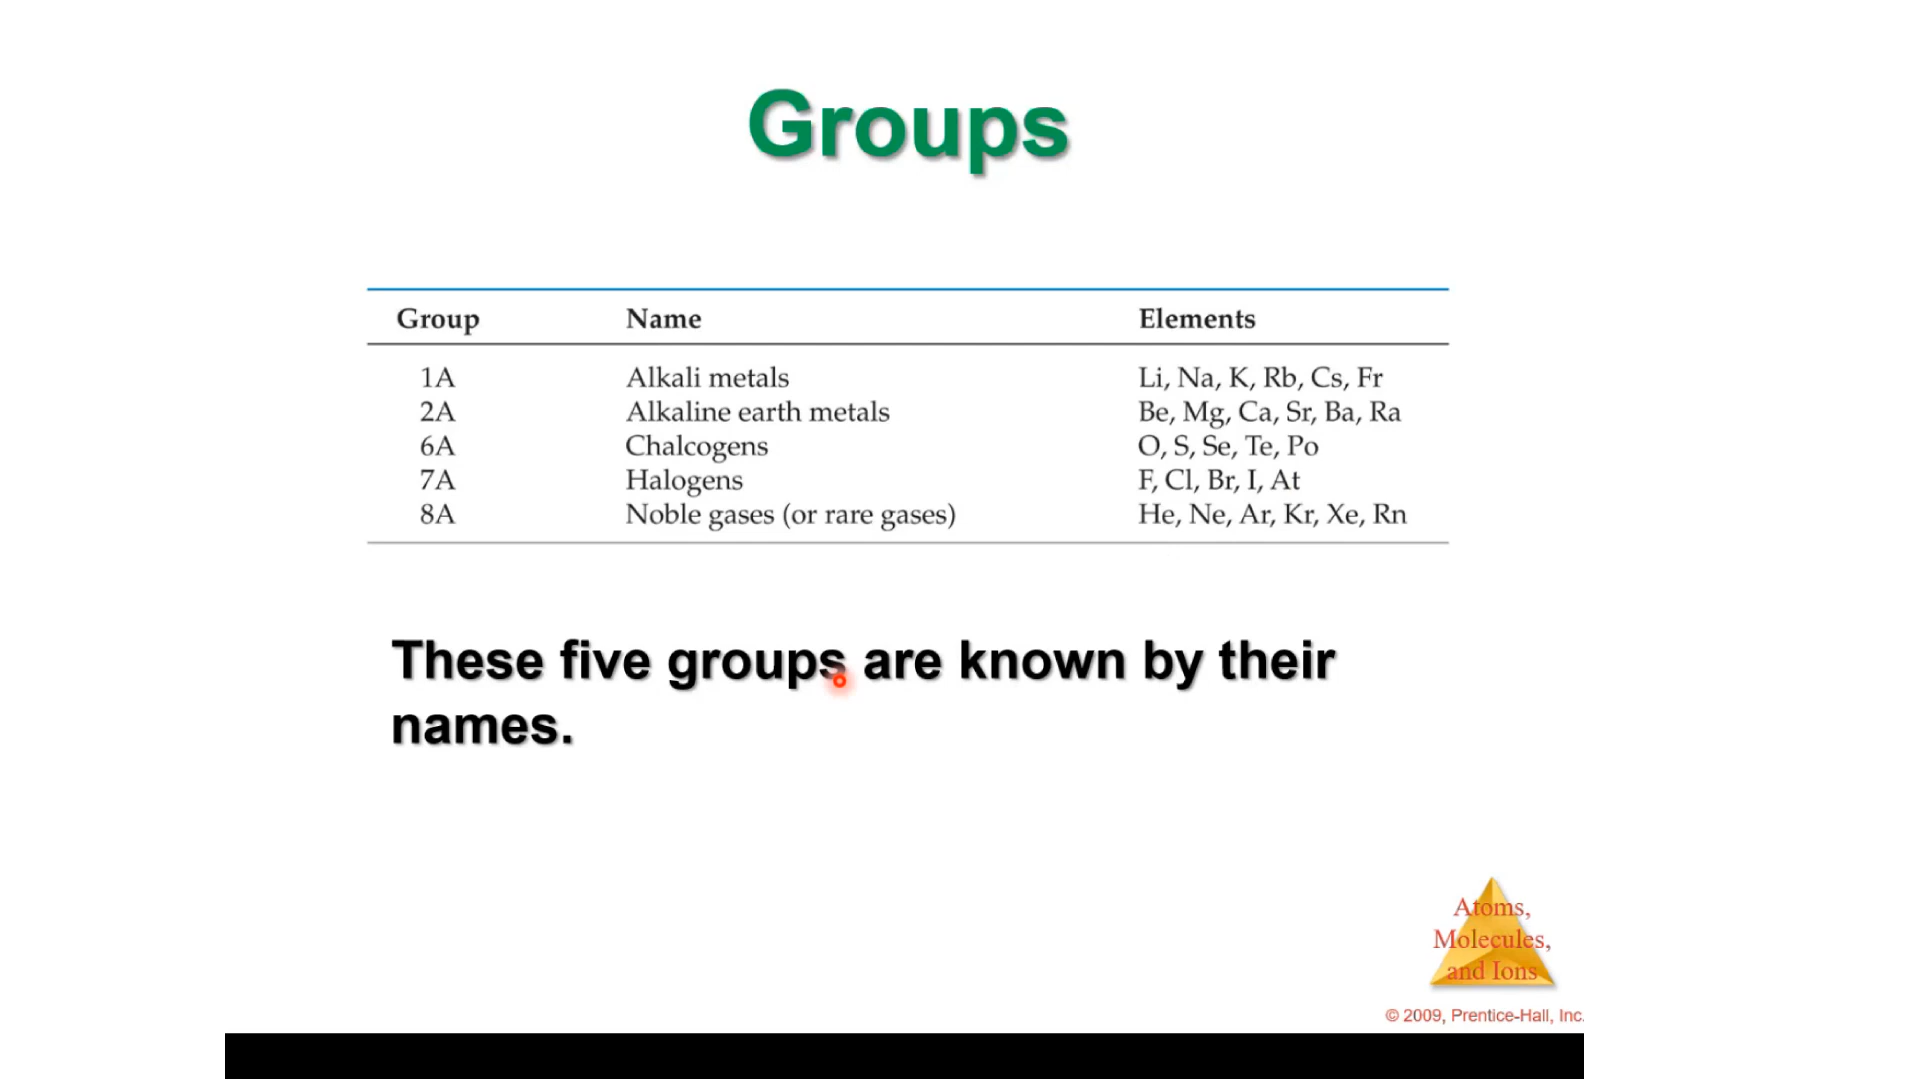 Groups
Group Name Elements
1A Alkali metals Li, Na, K, Rb, Cs, Fr
2A Alkaline earth metals Be, Mg, Ca, Sr, Ba, Ra
6A Chalcogens O, S, Se, Te, Po
7A Halogens F, Cl, Br, I, At
8A Noble gases (or rare gases) He, Ne, Ar, Kr, Xe, Rn
These five groups are known by their
names.
Atoms,
Molecules,
and Ions
© 2009, Prentice-Hall, Inc.